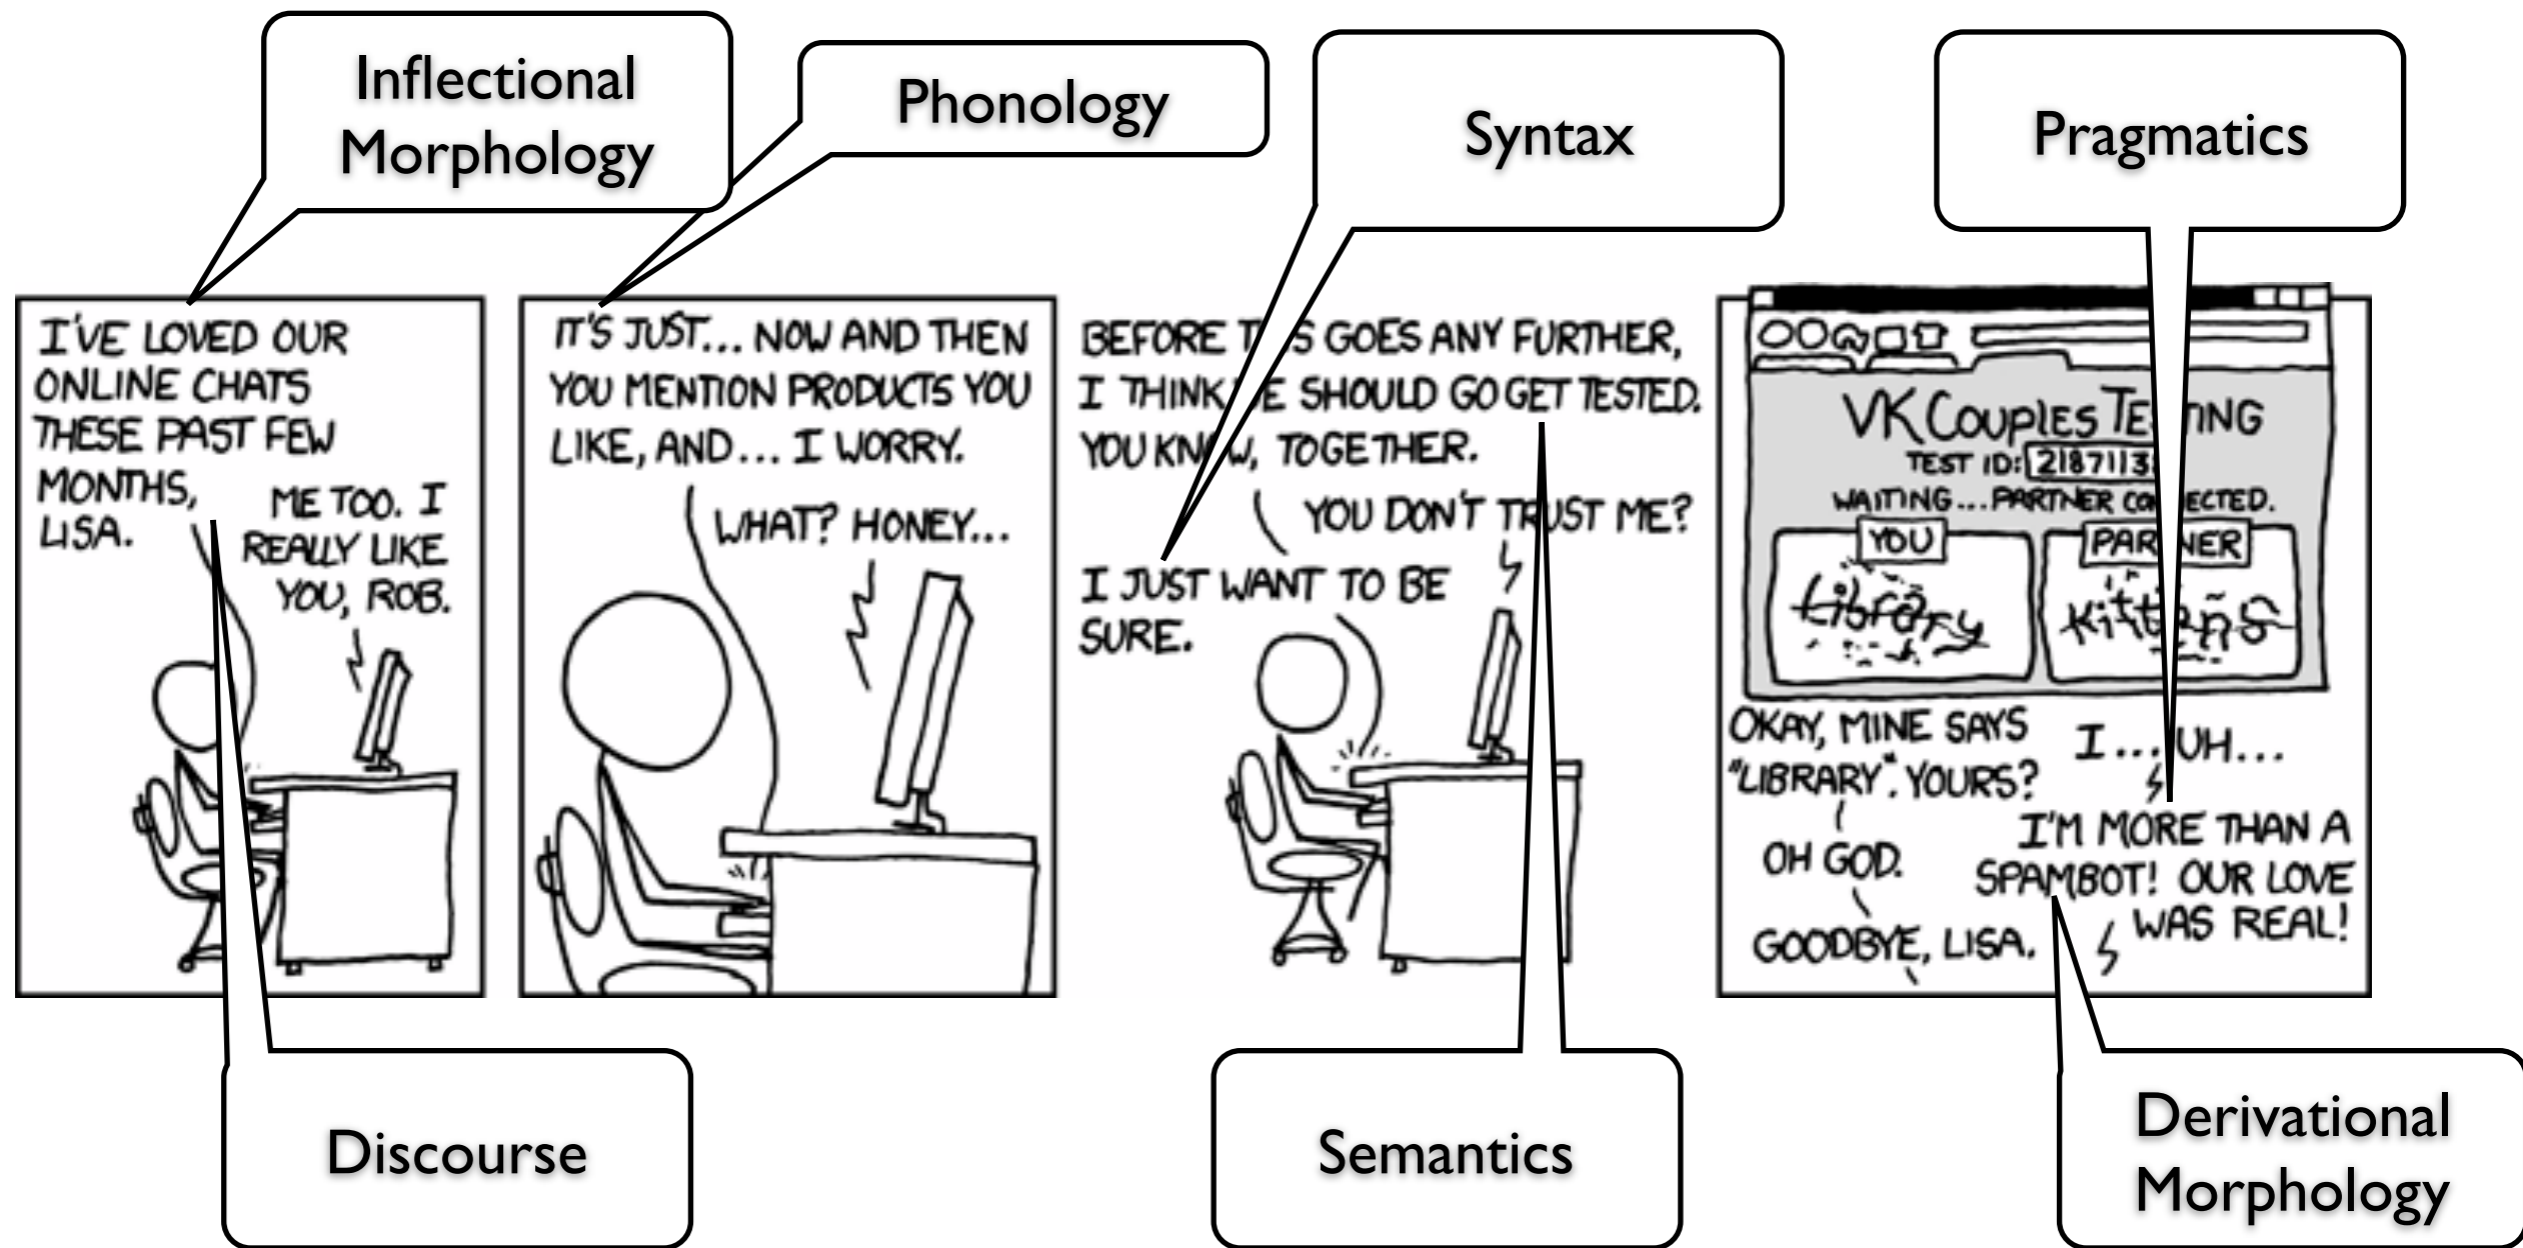 Inflectional
Morphology
Phonology
Syntax
Pragmatics
I'VE LOVED OUR
ONLINE CHATS
THESE PAST FEW
MONTHS,
LISA.
ME TOO. I
REALLY LIKE
YOU, ROB.
IT'S JUST... NOW AND THEN
YOU MENTION PRODUCTS YOU
LIKE, AND... I WORRY.
WHAT? HONEY...
BEFORE THIS GOES ANY FURTHER,
I THINK WE SHOULD GO GET TESTED.
YOU KNOW, TOGETHER.
YOU DON'T TRUST ME?
I JUST WANT TO BE
SURE.
VK COUPLES TESTING
TEST ID: 2187113
WAITING...PARTNER CONNECTED.
YOU
PARTNER
Library
Kittens
OKAY, MINE SAYS
"LIBRARY". YOURS?
I... UH...
OH GOD.
I'M MORE THAN A
SPAMBOT! OUR LOVE
WAS REAL!
GOODBYE, LISA.
Discourse
Semantics
Derivational
Morphology